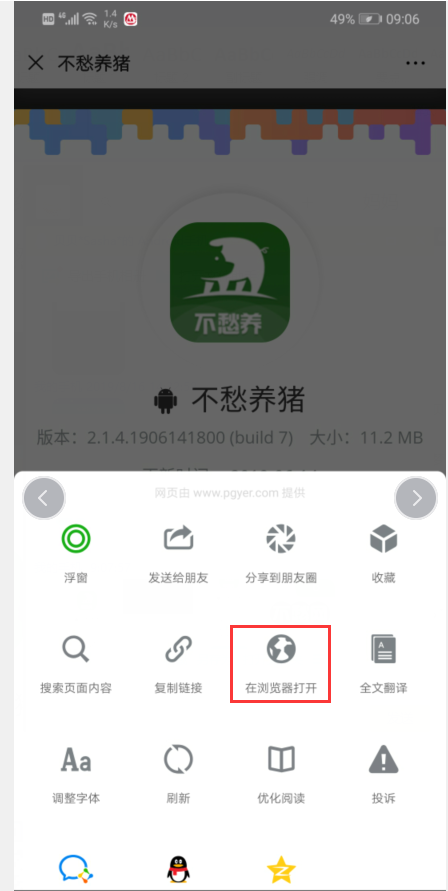 HD 46 1.4 K/s 49% 09:06
不愁养猪
不愁养
不愁养猪
版本：2.1.4.1906141800 (build 7) 大小：11.2 MB
网页由 www.pgyer.com 提供
浮窗 发送给朋友 分享到朋友圈 收藏
搜索页面内容 复制链接 在浏览器打开 全文翻译
Aa
调整字体 刷新 优化阅读 投诉